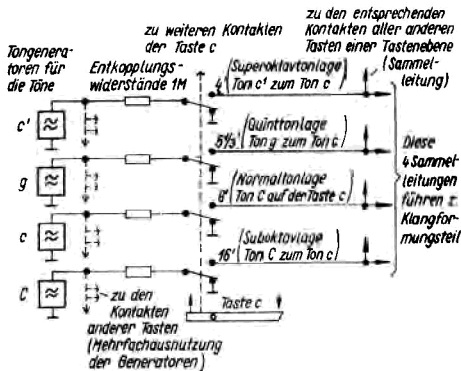 zu weiteren Kontakten
der Taste c
zu den entsprechenden
Kontakten aller anderen
Tasten einer Tastenebene
(Sammel-
leitung)
Tongenera-
toren für
die Töne
Entkopplungs-
widerstände 1M
4' (Superoktavtonlage
Ton c' zum Ton c)
c'
5⅓' (Quinttonlage
Ton g zum Ton c)
g
8' (Normaltonlage
Ton C auf der Taste c)
c
16' (Suboktavlage
Ton C zum Ton c)
C
Diese
4 Sammel-
leitungen
führen z.
Klangfor-
mungsteil
zu den
Kontakten
anderer Tasten
(Mehrfachausnutzung
der Generatoren)
Taste c